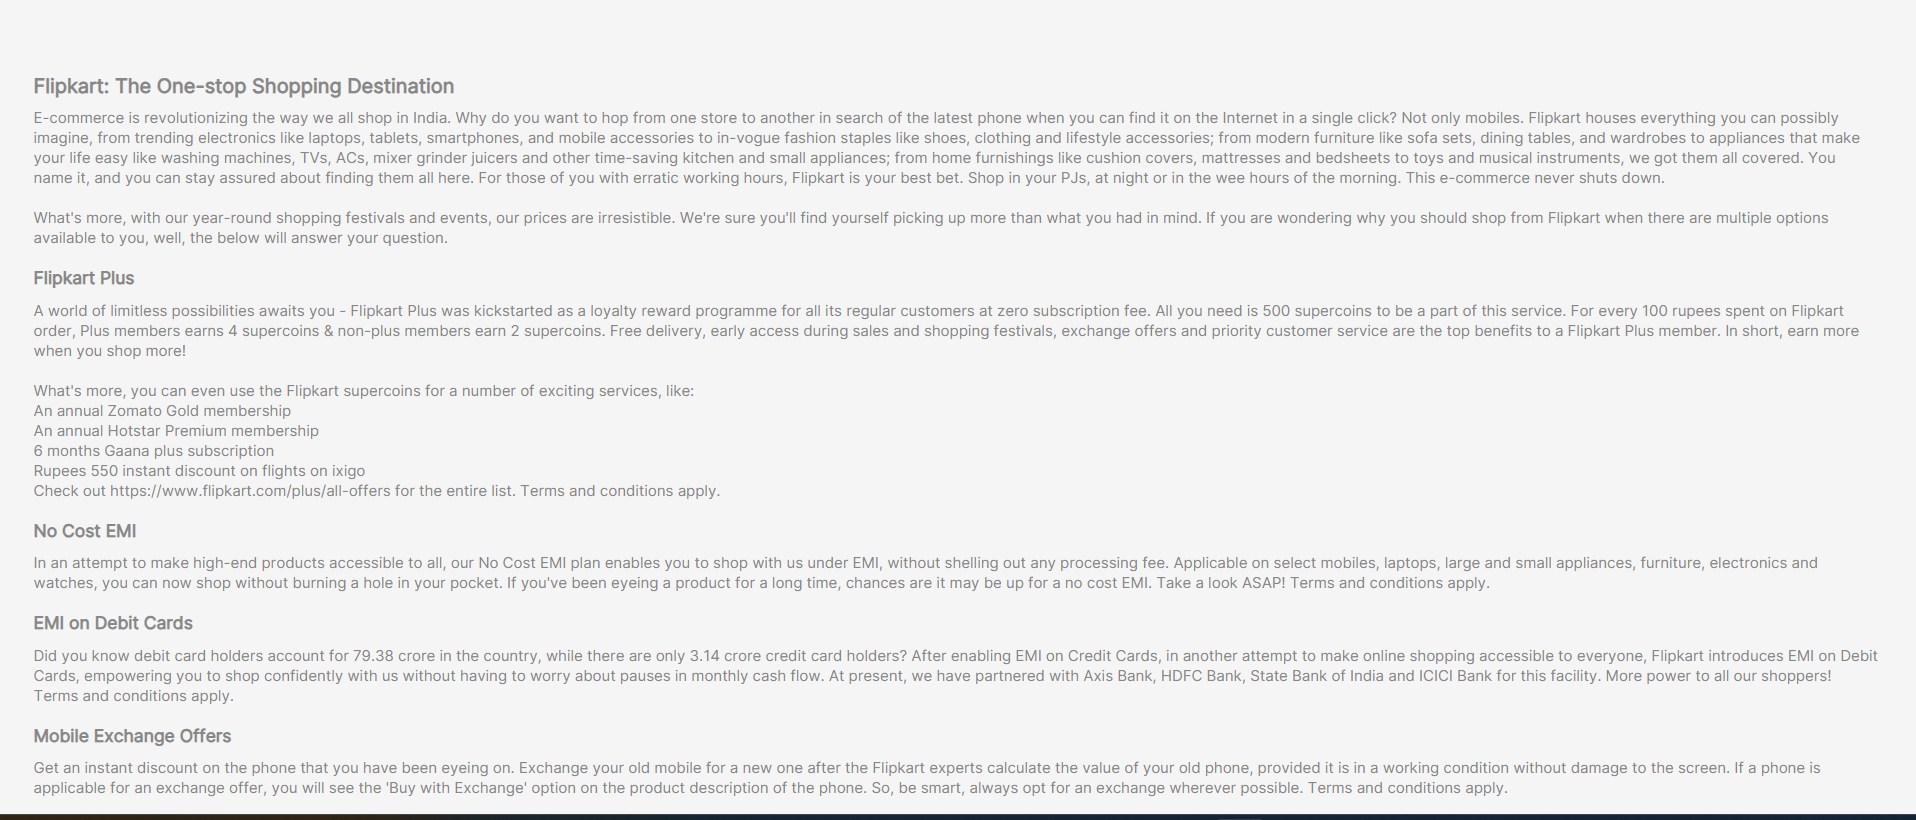 Flipkart: The One-stop Shopping Destination
E-commerce is revolutionizing the way we all shop in India. Why do you want to hop from one store to another in search of the latest phone when you can find it on the Internet in a single click? Not only mobiles. Flipkart houses everything you can possibly
imagine, from trending electronics like laptops, tablets, smartphones, and mobile accessories to in-vogue fashion staples like shoes, clothing and lifestyle accessories; from modern furniture like sofa sets, dining tables, and wardrobes to appliances that make
your life easy like washing machines, TVs, ACs, mixer grinder juicers and other time-saving kitchen and small appliances; from home furnishings like cushion covers, mattresses and bedsheets to toys and musical instruments, we got them all covered. You
name it, and you can stay assured about finding them all here. For those of you with erratic working hours, Flipkart is your best bet. Shop in your PJs, at night or in the wee hours of the morning. This e-commerce never shuts down.
What's more, with our year-round shopping festivals and events, our prices are irresistible. We're sure you'll find yourself picking up more than what you had in mind. If you are wondering why you should shop from Flipkart when there are multiple options
available to you, well, the below will answer your question.
Flipkart Plus
A world of limitless possibilities awaits you - Flipkart Plus was kickstarted as a loyalty reward programme for all its regular customers at zero subscription fee. All you need is 500 supercoins to be a part of this service. For every 100 rupees spent on Flipkart
order, Plus members earns 4 supercoins & non-plus members earn 2 supercoins. Free delivery, early access during sales and shopping festivals, exchange offers and priority customer service are the top benefits to a Flipkart Plus member. In short, earn more
when you shop more!
What's more, you can even use the Flipkart supercoins for a number of exciting services, like:
An annual Zomato Gold membership
An annual Hotstar Premium membership
6 months Gaana plus subscription
Rupees 550 instant discount on flights on ixigo
Check out https://www.flipkart.com/plus/all-offers for the entire list. Terms and conditions apply.
No Cost EMI
In an attempt to make high-end products accessible to all, our No Cost EMI plan enables you to shop with us under EMI, without shelling out any processing fee. Applicable on select mobiles, laptops, large and small appliances, furniture, electronics and
watches, you can now shop without burning a hole in your pocket. If you've been eyeing a product for a long time, chances are it may be up for a no cost EMI. Take a look ASAP! Terms and conditions apply.
EMI on Debit Cards
Did you know debit card holders account for 79.38 crore in the country, while there are only 3.14 crore credit card holders? After enabling EMI on Credit Cards, in another attempt to make online shopping accessible to everyone, Flipkart introduces EMI on Debit
Cards, empowering you to shop confidently with us without having to worry about pauses in monthly cash flow. At present, we have partnered with Axis Bank, HDFC Bank, State Bank of India and ICICI Bank for this facility. More power to all our shoppers!
Terms and conditions apply.
Mobile Exchange Offers
Get an instant discount on the phone that you have been eyeing on. Exchange your old mobile for a new one after the Flipkart experts calculate the value of your old phone, provided it is in a working condition without damage to the screen. If a phone is
applicable for an exchange offer, you will see the 'Buy with Exchange' option on the product description of the phone. So, be smart, always opt for an exchange wherever possible. Terms and conditions apply.